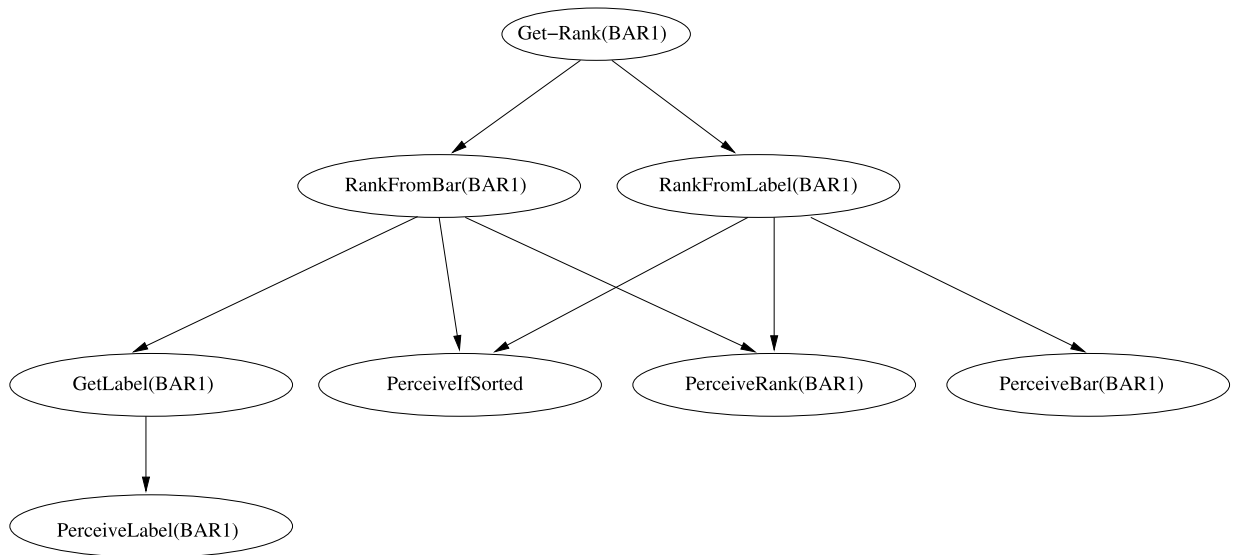 Get−Rank(BAR1)
RankFromBar(BAR1)
RankFromLabel(BAR1)
GetLabel(BAR1)
PerceiveIfSorted
PerceiveRank(BAR1)
PerceiveBar(BAR1)
PerceiveLabel(BAR1)